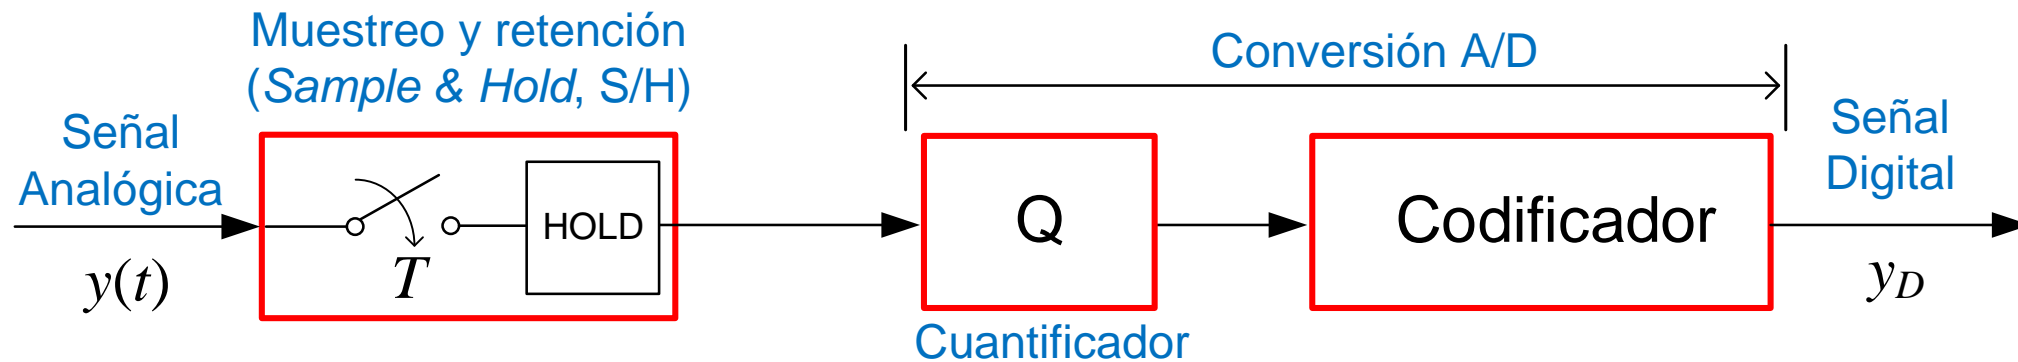 Muestreo y retención
(Sample & Hold, S/H)
Conversión A/D
Señal
Analógica
y(t)
T
HOLD
Q
Cuantificador
Codificador
Señal
Digital
y_D